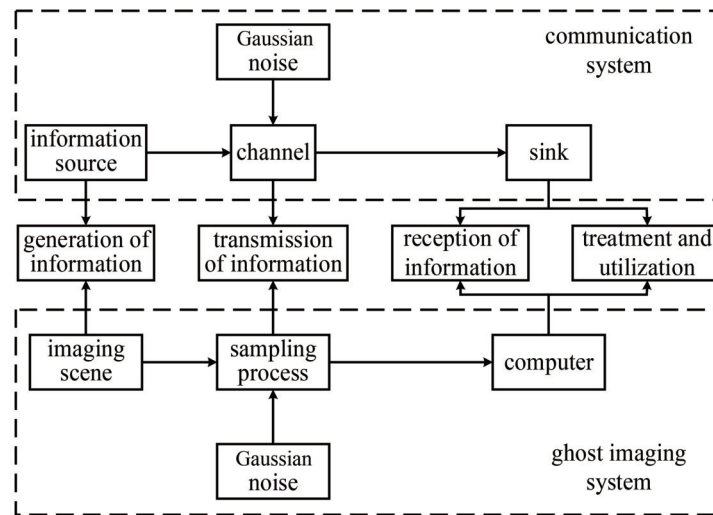 Gaussian
noise
communication
system
information
source
channel
sink
generation of
information
transmission
of information
reception of
information
treatment and
utilization
imaging
scene
sampling
process
computer
Gaussian
noise
ghost imaging
system